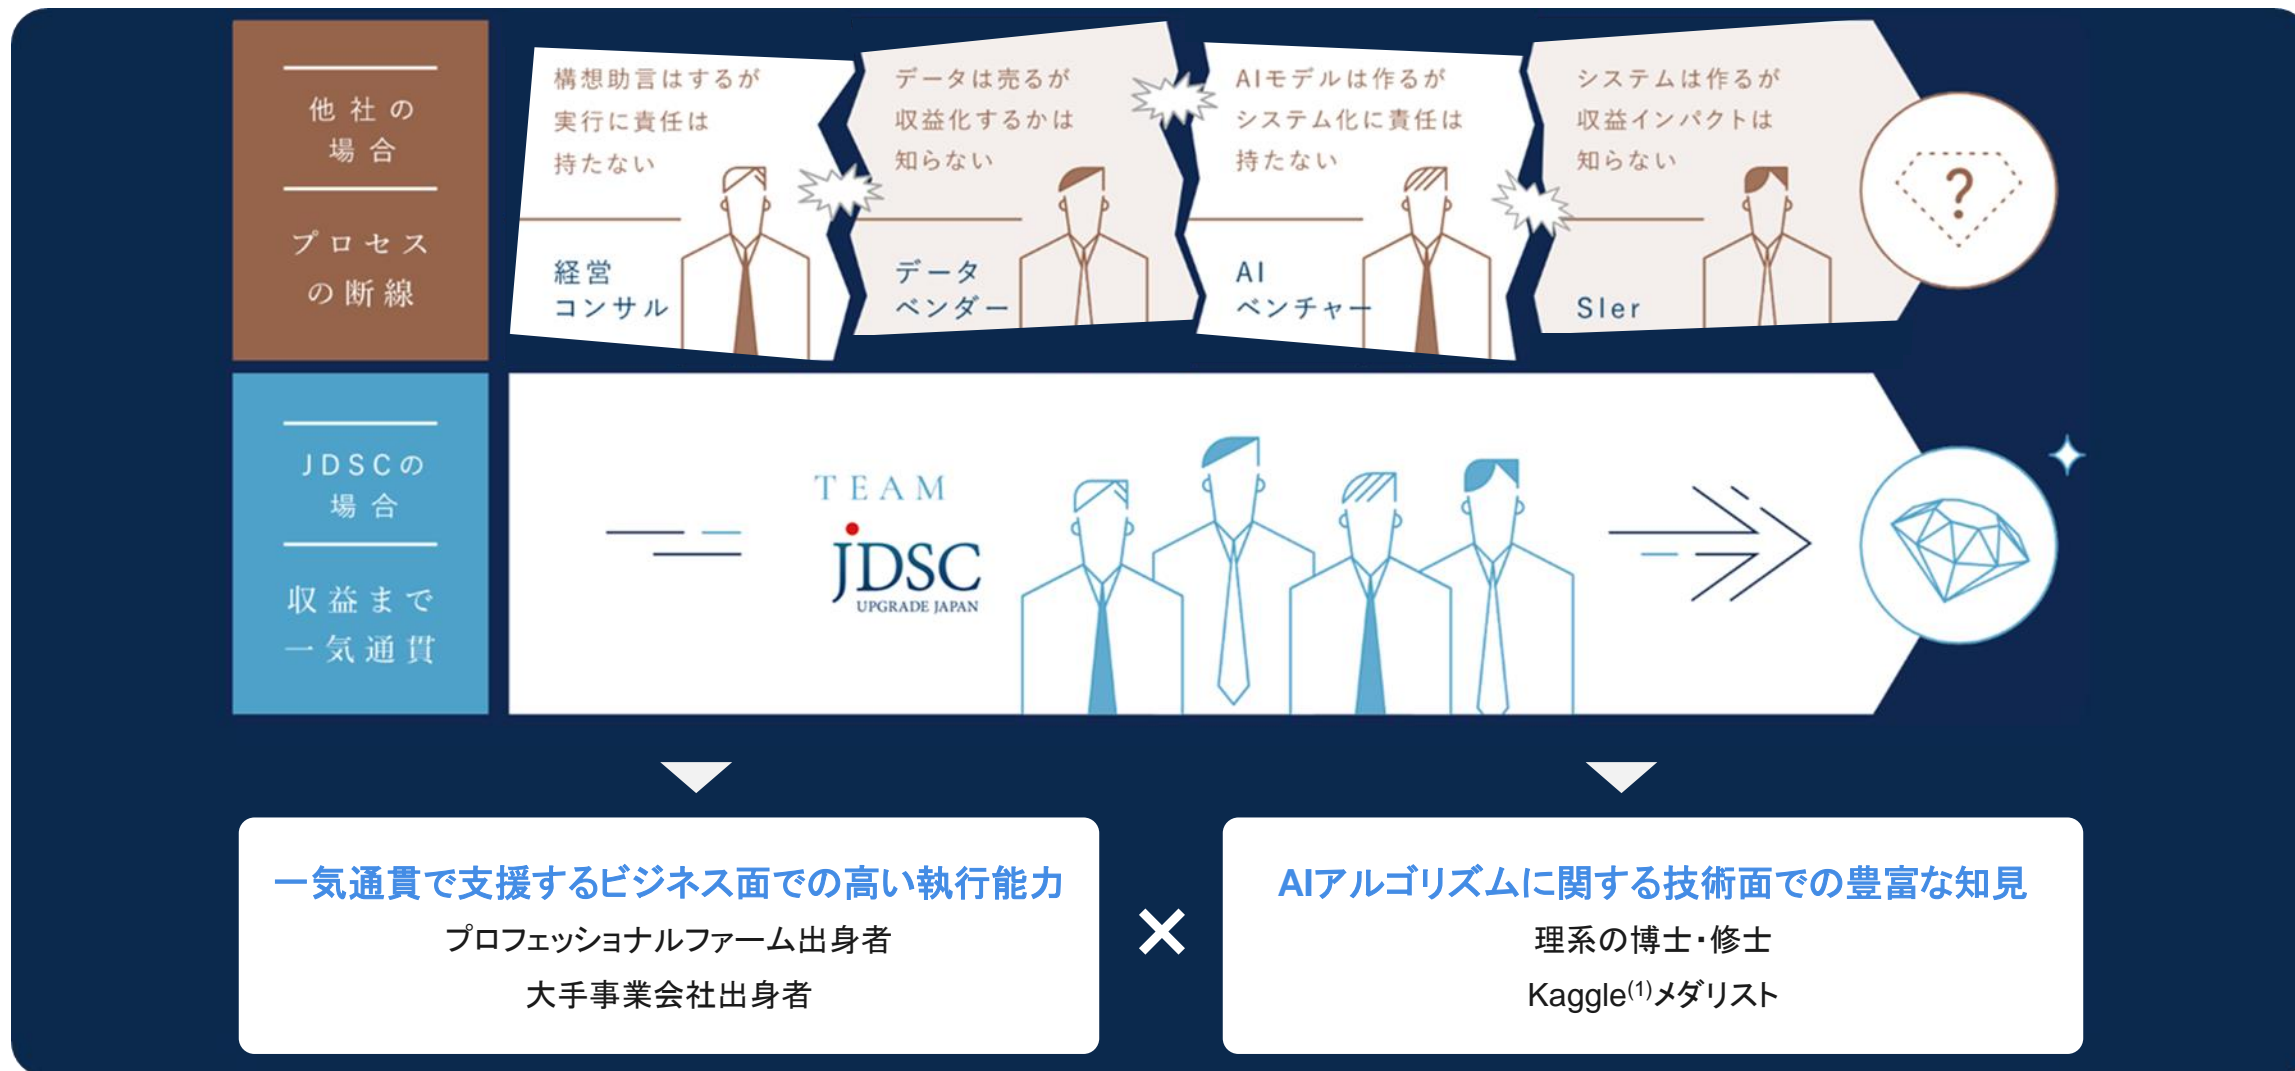 他社の
場合
プロセス
の断線
構想助言はするが
実行に責任は
持たない
経営
コンサル
データは売るが
収益化するかは
知らない
データ
ベンダー
AIモデルは作るが
システム化に責任は
持たない
AI
ベンチャー
システムは作るが
収益インパクトは
知らない
SIer
?
JDSCの
場合
収益まで
一気通貫
TEAM
JDSC
UPGRADE JAPAN
一気通貫で支援するビジネス面での高い執行能力
プロフェッショナルファーム出身者
大手事業会社出身者
×
AIアルゴリズムに関する技術面での豊富な知見
理系の博士・修士
Kaggle(1)メダリスト